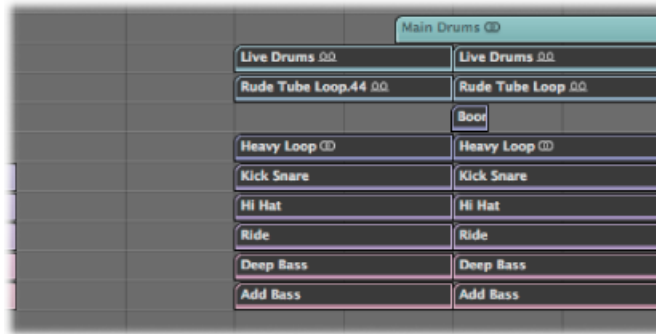 Main Drums
Live Drums Live Drums
Rude Tube Loop.44 Rude Tube Loop
Heavy Loop Heavy Loop
Kick Snare Kick Snare
Hi Hat Hi Hat
Ride Ride
Deep Bass Deep Bass
Add Bass Add Bass